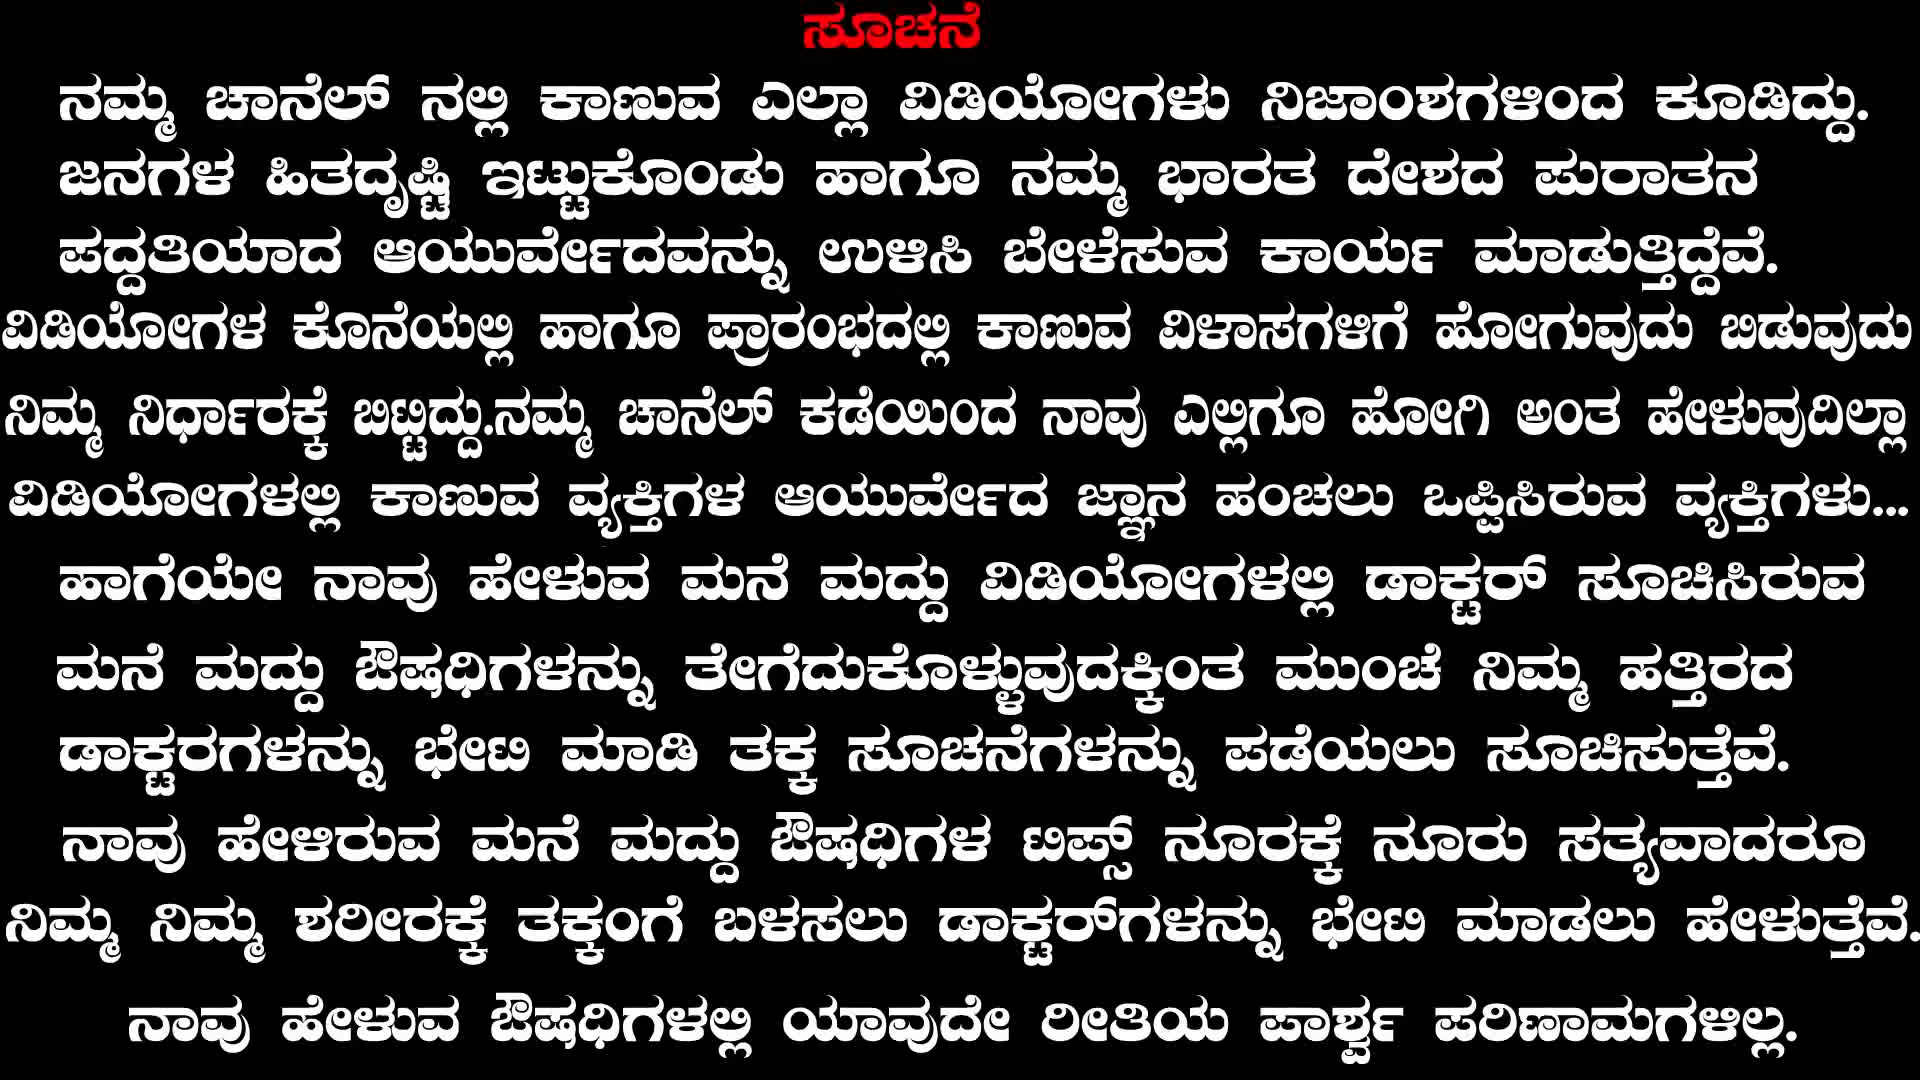 ಸೂಚನೆ
ನಮ್ಮ ಚಾನೆಲ್ ನಲ್ಲಿ ಕಾಣುವ ಎಲ್ಲಾ ವಿಡಿಯೋಗಳು ನಿಜಾಂಶಗಳಿಂದ ಕೂಡಿದ್ದು.
ಜನಗಳ ಹಿತದೃಷ್ಟಿ ಇಟ್ಟುಕೊಂಡು ಹಾಗೂ ನಮ್ಮ ಭಾರತ ದೇಶದ ಪುರಾತನ
ಪದ್ದತಿಯಾದ ಆಯುರ್ವೇದವನ್ನು ಉಳಿಸಿ ಬೇಳೆಸುವ ಕಾರ್ಯ ಮಾಡುತ್ತಿದ್ದೆವೆ.
ವಿಡಿಯೋಗಳ ಕೊನೆಯಲ್ಲಿ ಹಾಗೂ ಪ್ರಾರಂಭದಲ್ಲಿ ಕಾಣುವ ವಿಳಾಸಗಳಿಗೆ ಹೋಗುವುದು ಬಿಡುವುದು
ನಿಮ್ಮ ನಿರ್ಧಾರಕ್ಕೆ ಬಿಟ್ಟಿದ್ದು.ನಮ್ಮ ಚಾನೆಲ್ ಕಡೆಯಿಂದ ನಾವು ಎಲ್ಲಿಗೂ ಹೋಗಿ ಅಂತ ಹೇಳುವುದಿಲ್ಲಾ
ವಿಡಿಯೋಗಳಲ್ಲಿ ಕಾಣುವ ವ್ಯಕ್ತಿಗಳ ಆಯುರ್ವೇದ ಜ್ಞಾನ ಹಂಚಲು ಒಪ್ಪಿಸಿರುವ ವ್ಯಕ್ತಿಗಳು...
ಹಾಗೆಯೇ ನಾವು ಹೇಳುವ ಮನೆ ಮದ್ದು ವಿಡಿಯೋಗಳಲ್ಲಿ ಡಾಕ್ಟರ್ ಸೂಚಿಸಿರುವ
ಮನೆ ಮದ್ದು ಔಷಧಿಗಳನ್ನು ತೇಗೆದುಕೊಳ್ಳುವುದಕ್ಕಿಂತ ಮುಂಚೆ ನಿಮ್ಮ ಹತ್ತಿರದ
ಡಾಕ್ಟರಗಳನ್ನು ಭೇಟಿ ಮಾಡಿ ತಕ್ಕ ಸೂಚನೆಗಳನ್ನು ಪಡೆಯಲು ಸೂಚಿಸುತ್ತೆವೆ.
ನಾವು ಹೇಳಿರುವ ಮನೆ ಮದ್ದು ಔಷಧಿಗಳ ಟಿಪ್ಸ್ ನೂರಕ್ಕೆ ನೂರು ಸತ್ಯವಾದರೂ
ನಿಮ್ಮ ನಿಮ್ಮ ಶರೀರಕ್ಕೆ ತಕ್ಕಂಗೆ ಬಳಸಲು ಡಾಕ್ಟರ್‌ಗಳನ್ನು ಭೇಟಿ ಮಾಡಲು ಹೇಳುತ್ತೆವೆ.
ನಾವು ಹೇಳುವ ಔಷಧಿಗಳಲ್ಲಿ ಯಾವುದೇ ರೀತಿಯ ಪಾರ್ಶ್ವ ಪರಿಣಾಮಗಳಿಲ್ಲ.